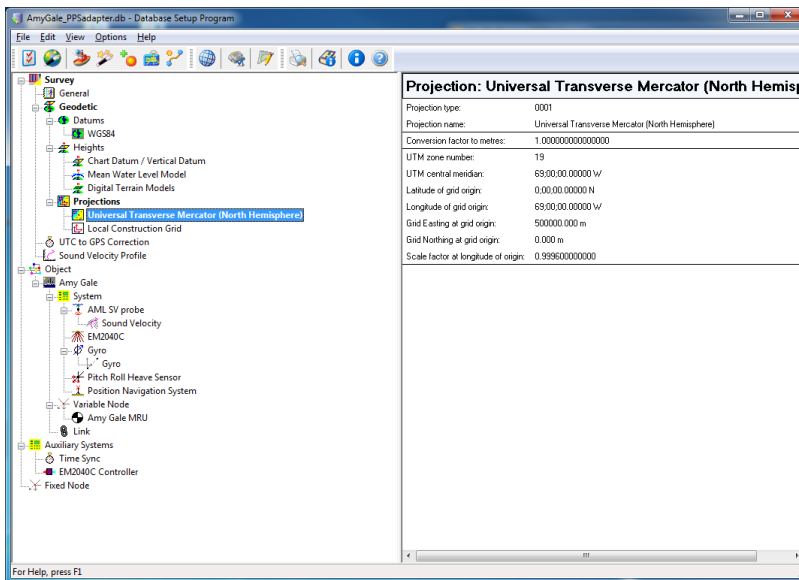 AmyGale_PPSadapter.db - Database Setup Program
File Edit View Options Help
Survey
General
Geodetic
Datums
WGS84
Heights
Chart Datum / Vertical Datum
Mean Water Level Model
Digital Terrain Models
Projections
Universal Transverse Mercator (North Hemisphere)
Local Construction Grid
UTC to GPS Correction
Sound Velocity Profile
Object
Amy Gale
System
AML SV probe
Sound Velocity
EM2040C
Gyro
Gyro
Pitch Roll Heave Sensor
Position Navigation System
Variable Node
Amy Gale MRU
Link
Auxiliary Systems
Time Sync
EM2040C Controller
Fixed Node
Projection: Universal Transverse Mercator (North Hemisp
Projection type: 0001
Projection name: Universal Transverse Mercator (North Hemisphere)
Conversion factor to metres: 1.000000000000000
UTM zone number: 19
UTM central meridian: 69;00;00.00000 W
Latitude of grid origin: 0;00;00.00000 N
Longitude of grid origin: 69;00;00.00000 W
Grid Easting at grid origin: 500000.000 m
Grid Northing at grid origin: 0.000 m
Scale factor at longitude of origin: 0.999600000000
For Help, press F1